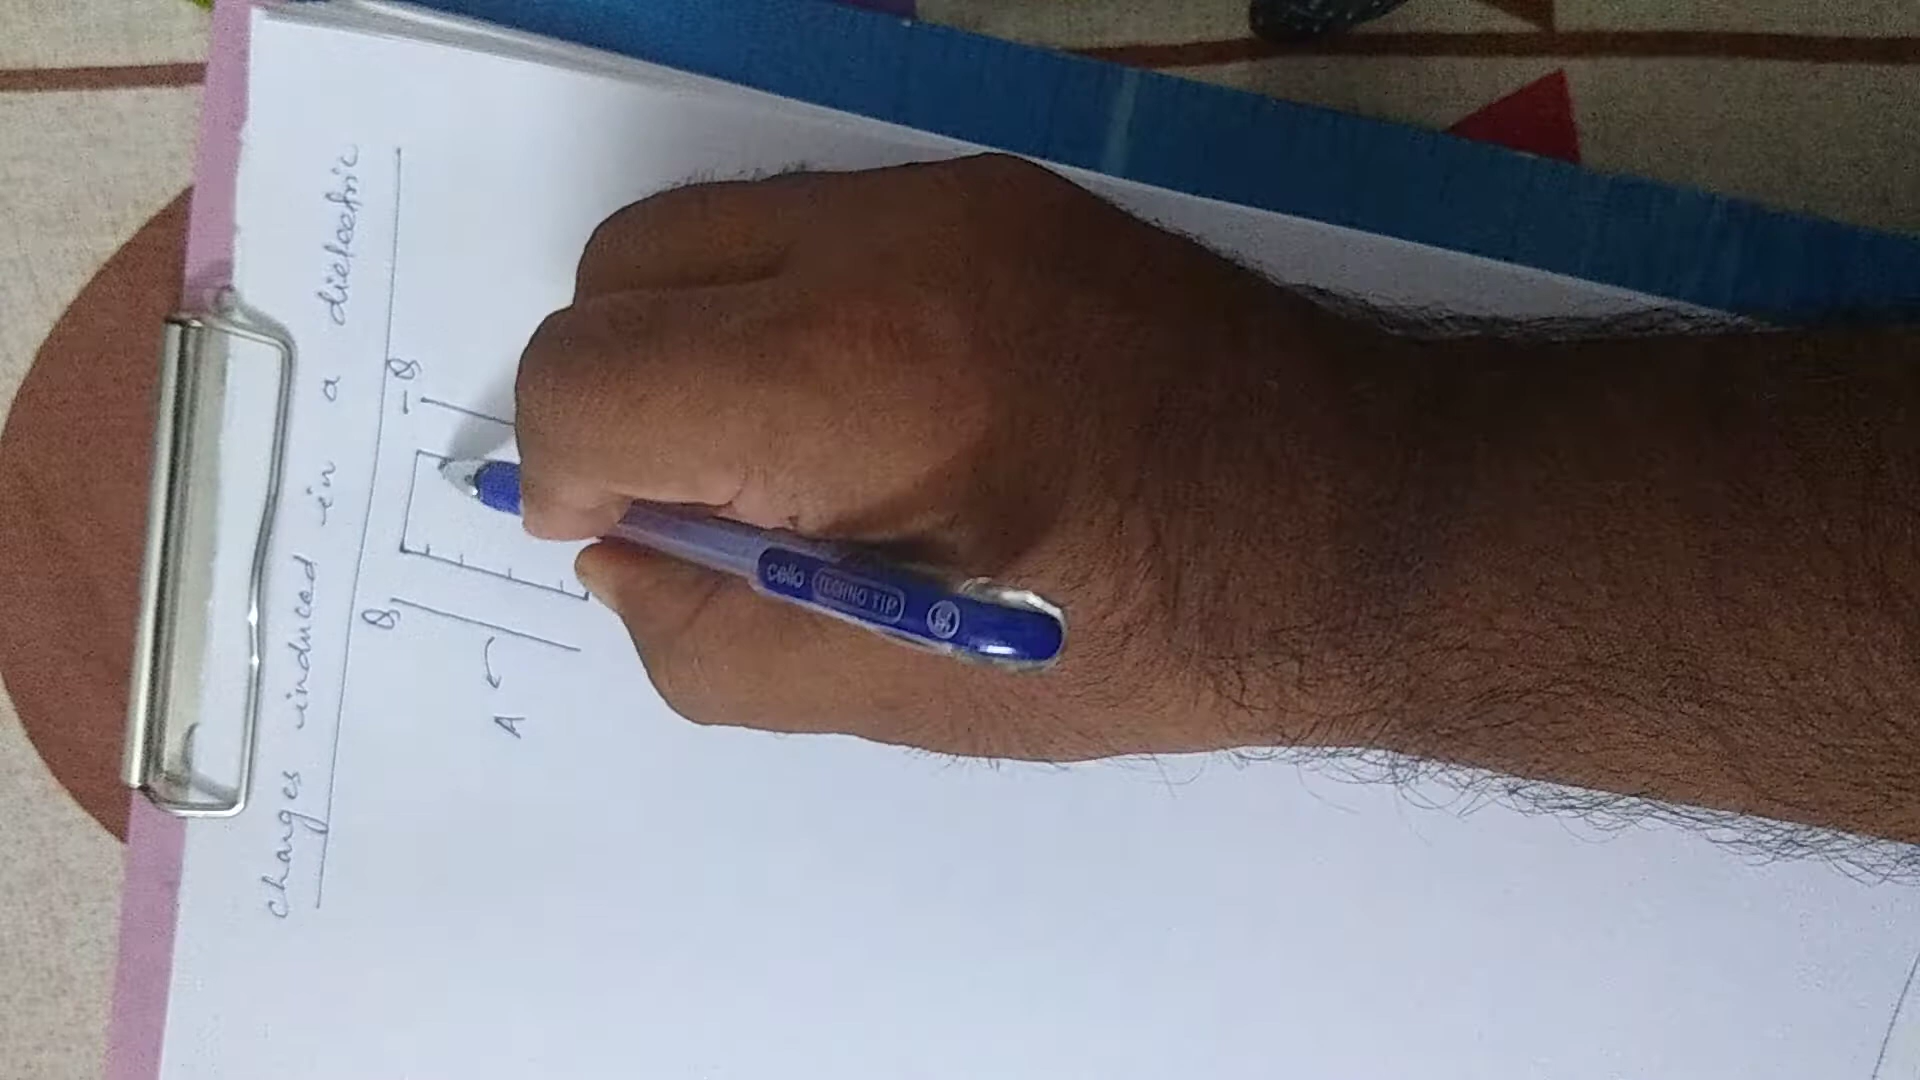 Charges induced in a dielectric
Q
-Q
A
cello
TECHNO TIP